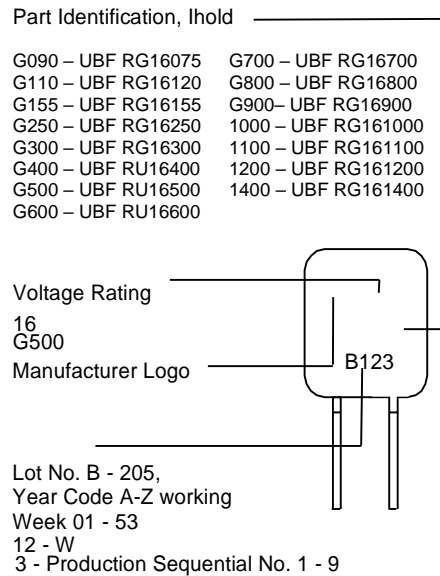 Part Identification, Ihold
G090 – UBF RG16075 G700 – UBF RG16700
G110 – UBF RG16120 G800 – UBF RG16800
G155 – UBF RG16155 G900– UBF RG16900
G250 – UBF RG16250 1000 – UBF RG161000
G300 – UBF RG16300 1100 – UBF RG161100
G400 – UBF RU16400 1200 – UBF RG161200
G500 – UBF RU16500 1400 – UBF RG161400
G600 – UBF RU16600
Voltage Rating
16
G500
Manufacturer Logo
B123
Lot No. B - 205,
Year Code A-Z working
Week 01 - 53
12 - W
3 - Production Sequential No. 1 - 9